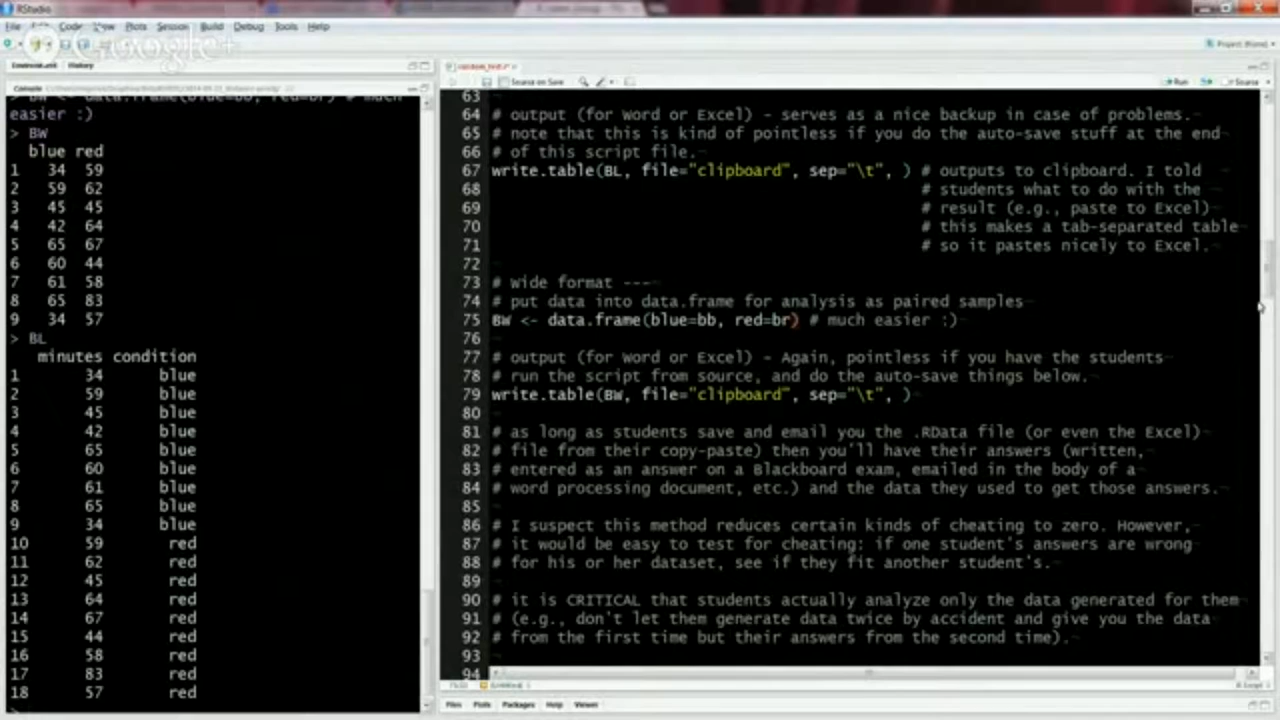 RStudio
File Code View Plots Session Build Debug Tools Help
Google+
Project: (None)
Environment History
Console
BW <- data.frame(blue=bb, red=br) # much
easier :)
> BW
blue red
1 34 59
2 59 62
3 45 45
4 42 64
5 65 67
6 60 44
7 61 58
8 65 83
9 34 57
> BL
minutes condition
1 34 blue
2 59 blue
3 45 blue
4 42 blue
5 65 blue
6 60 blue
7 61 blue
8 65 blue
9 34 blue
10 59 red
11 62 red
12 45 red
13 64 red
14 67 red
15 44 red
16 58 red
17 83 red
18 57 red
>
Source on Save Run Source
63
64 # output (for Word or Excel) - serves as a nice backup in case of problems.
65 # note that this is kind of pointless if you do the auto-save stuff at the end
66 # of this script file.
67 write.table(BL, file="clipboard", sep="\t", ) # outputs to clipboard. I told
68 # students what to do with the
69 # result (e.g., paste to Excel)
70 # this makes a tab-separated table
71 # so it pastes nicely to Excel.
72
73 # Wide format ---
74 # put data into data.frame for analysis as paired samples
75 BW <- data.frame(blue=bb, red=br) # much easier :)
76
77 # output (for Word or Excel) - Again, pointless if you have the students
78 # run the script from source, and do the auto-save things below.
79 write.table(BW, file="clipboard", sep="\t", )
80
81 # as long as students save and email you the .RData file (or even the Excel)
82 # file from their copy-paste) then you'll have their answers (written,
83 # entered as an answer on a Blackboard exam, emailed in the body of a
84 # word processing document, etc.) and the data they used to get those answers.
85
86 # I suspect this method reduces certain kinds of cheating to zero. However,
87 # it would be easy to test for cheating: if one student's answers are wrong
88 # for his or her dataset, see if they fit another student's.
89
90 # it is CRITICAL that students actually analyze only the data generated for them
91 # (e.g., don't let them generate data twice by accident and give you the data
92 # from the first time but their answers from the second time).
93
94
Files Plots Packages Help Viewer